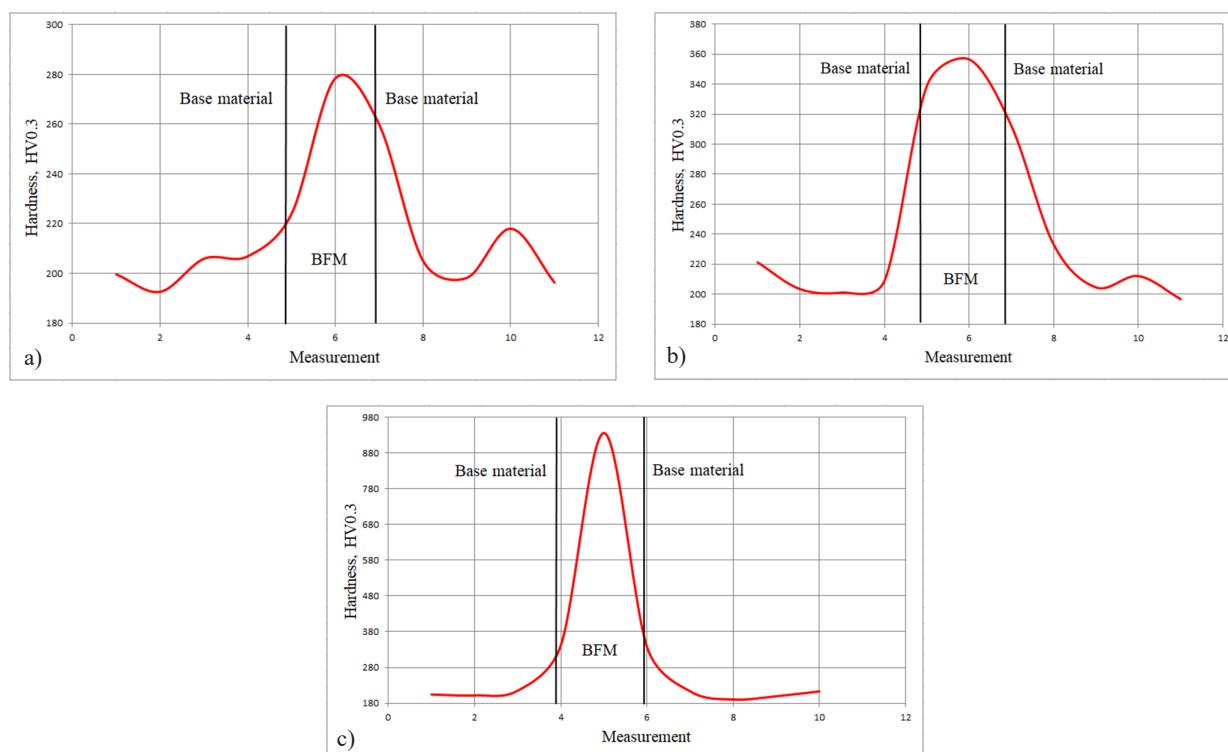 300
280
260
240
220
200
180
0 2 4 6 8 10 12
Hardness, HV0.3
Base material Base material
BFM
Measurement
a)
380
360
340
320
300
280
260
240
220
200
180
0 2 4 6 8 10 12
Hardness, HV0.3
Base material Base material
BFM
Measurement
b)
980
880
780
680
580
480
380
280
180
0 2 4 6 8 10 12
Hardness, HV0.3
Base material Base material
BFM
Measurement
c)